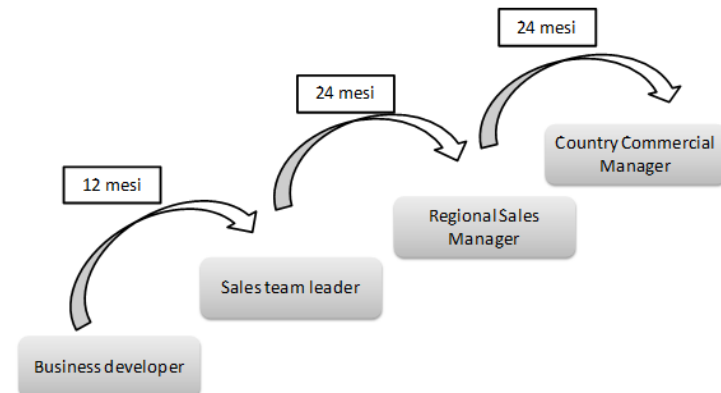 24 mesi
24 mesi
Country Commercial
Manager
12 mesi
Regional Sales
Manager
Sales team leader
Business developer